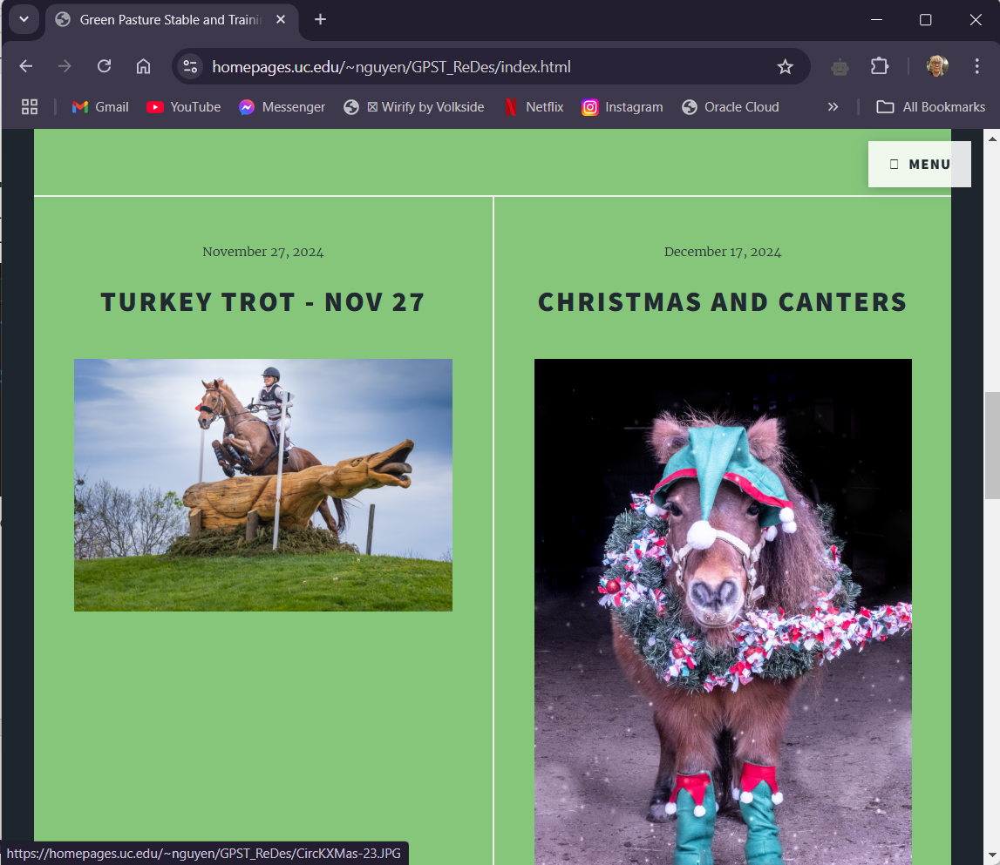 Green Pasture Stable and Traini
homepages.uc.edu/~nguyen/GPST_ReDes/index.html
Gmail YouTube Messenger Wirify by Volkside Netflix Instagram Oracle Cloud » All Bookmarks
MENU
November 27, 2024
TURKEY TROT - NOV 27
December 17, 2024
CHRISTMAS AND CANTERS
https://homepages.uc.edu/~nguyen/GPST_ReDes/CircKXMas-23.JPG